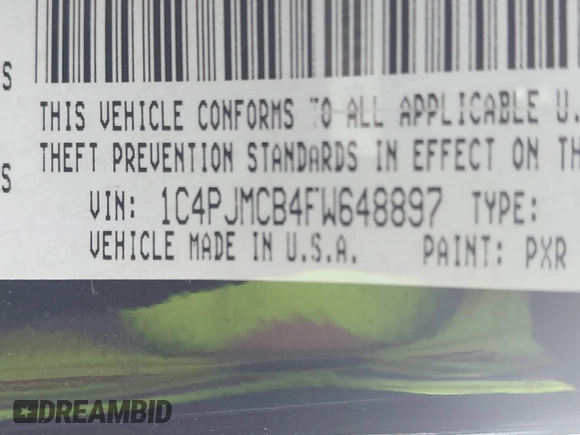 S
THIS VEHICLE CONFORMS TO ALL APPLICABLE U.
THEFT PREVENTION STANDARDS IN EFFECT ON TH
S
VIN: 1C4PJMCB4FW648897 TYPE:
VEHICLE MADE IN U.S.A. PAINT: PXR
DREAMBID